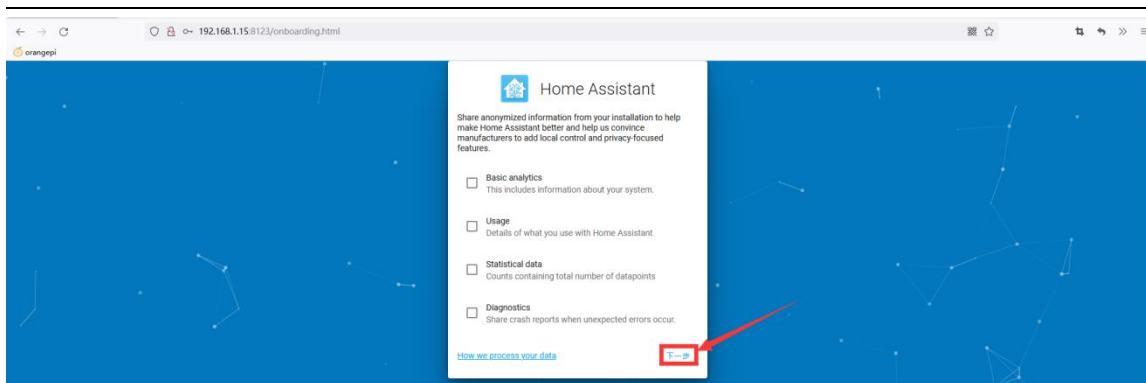 192.168.1.15:8123/onboarding.html
orangepi
Home Assistant
Share anonymized information from your installation to help
make Home Assistant better and help us convince
manufacturers to add local control and privacy-focused
features.
Basic analytics
This includes information about your system.
Usage
Details of what you use with Home Assistant
Statistical data
Counts containing total number of datapoints
Diagnostics
Share crash reports when unexpected errors occur.
How we process your data
下一步